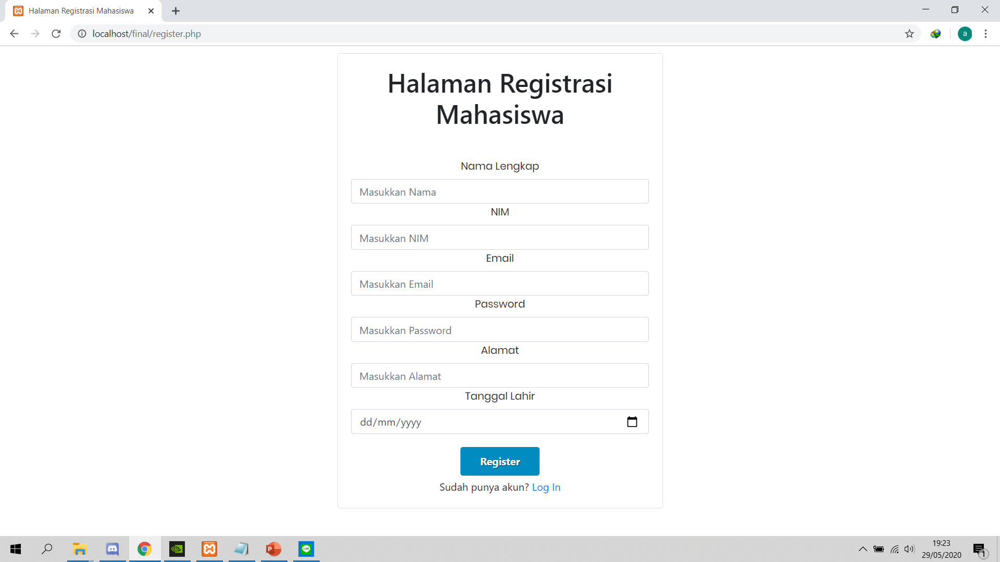 Halaman Registrasi Mahasiswa
localhost/final/register.php
a
Halaman Registrasi
Mahasiswa
Nama Lengkap
Masukkan Nama
NIM
Masukkan NIM
Email
Masukkan Email
Password
Masukkan Password
Alamat
Masukkan Alamat
Tanggal Lahir
dd/mm/yyyy
Register
Sudah punya akun? Log In
P
LINE
19:23
29/05/2020
1